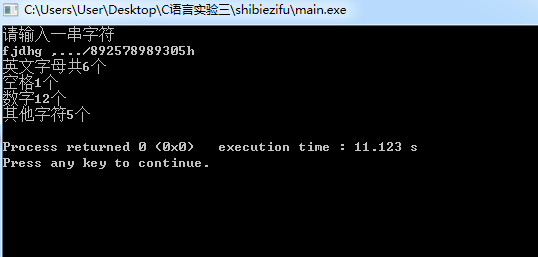 C:\Users\User\Desktop\C语言实验三\shibiezifu\main.exe
请输入一串字符
fjdhg ,..../892578989305h
英文字母共6个
空格1个
数字12个
其他字符5个
Process returned 0 (0x0)   execution time : 11.123 s
Press any key to continue.